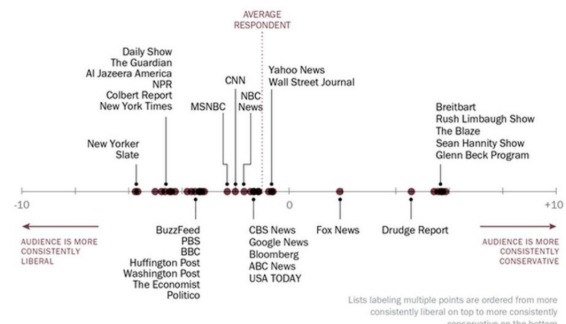 AVERAGE
RESPONDENT
Daily Show
The Guardian
Al Jazeera America
NPR
Colbert Report
New York Times
New Yorker
Slate
MSNBC
CNN
NBC
News
Yahoo News
Wall Street Journal
Breitbart
Rush Limbaugh Show
The Blaze
Sean Hannity Show
Glenn Beck Program
-10
0
+10
AUDIENCE IS MORE
CONSISTENTLY
LIBERAL
BuzzFeed
PBS
BBC
Huffington Post
Washington Post
The Economist
Politico
CBS News
Google News
Bloomberg
ABC News
USA TODAY
Fox News
Drudge Report
AUDIENCE IS MORE
CONSISTENTLY
CONSERVATIVE
Lists labeling multiple points are ordered from more
consistently liberal on top to more consistently
conservative on the bottom